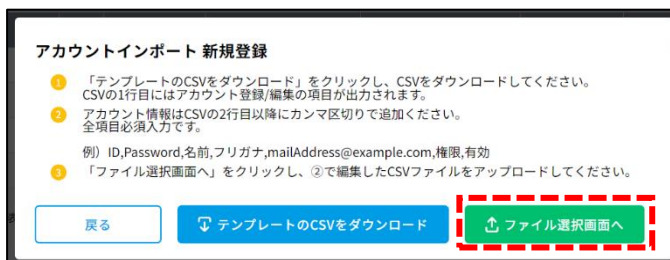 アカウントインポート 新規登録
1 「テンプレートのCSVをダウンロード」をクリックし、CSVをダウンロードしてください。
CSVの1行目にはアカウント登録/編集の項目が出力されます。
2 アカウント情報はCSVの2行目以降にカンマ区切りで追加ください。
全項目必須入力です。
例）ID,Password,名前,フリガナ,mailAddress@example.com,権限,有効
3 「ファイル選択画面へ」をクリックし、②で編集したCSVファイルをアップロードしてください。
戻る テンプレートのCSVをダウンロード ファイル選択画面へ